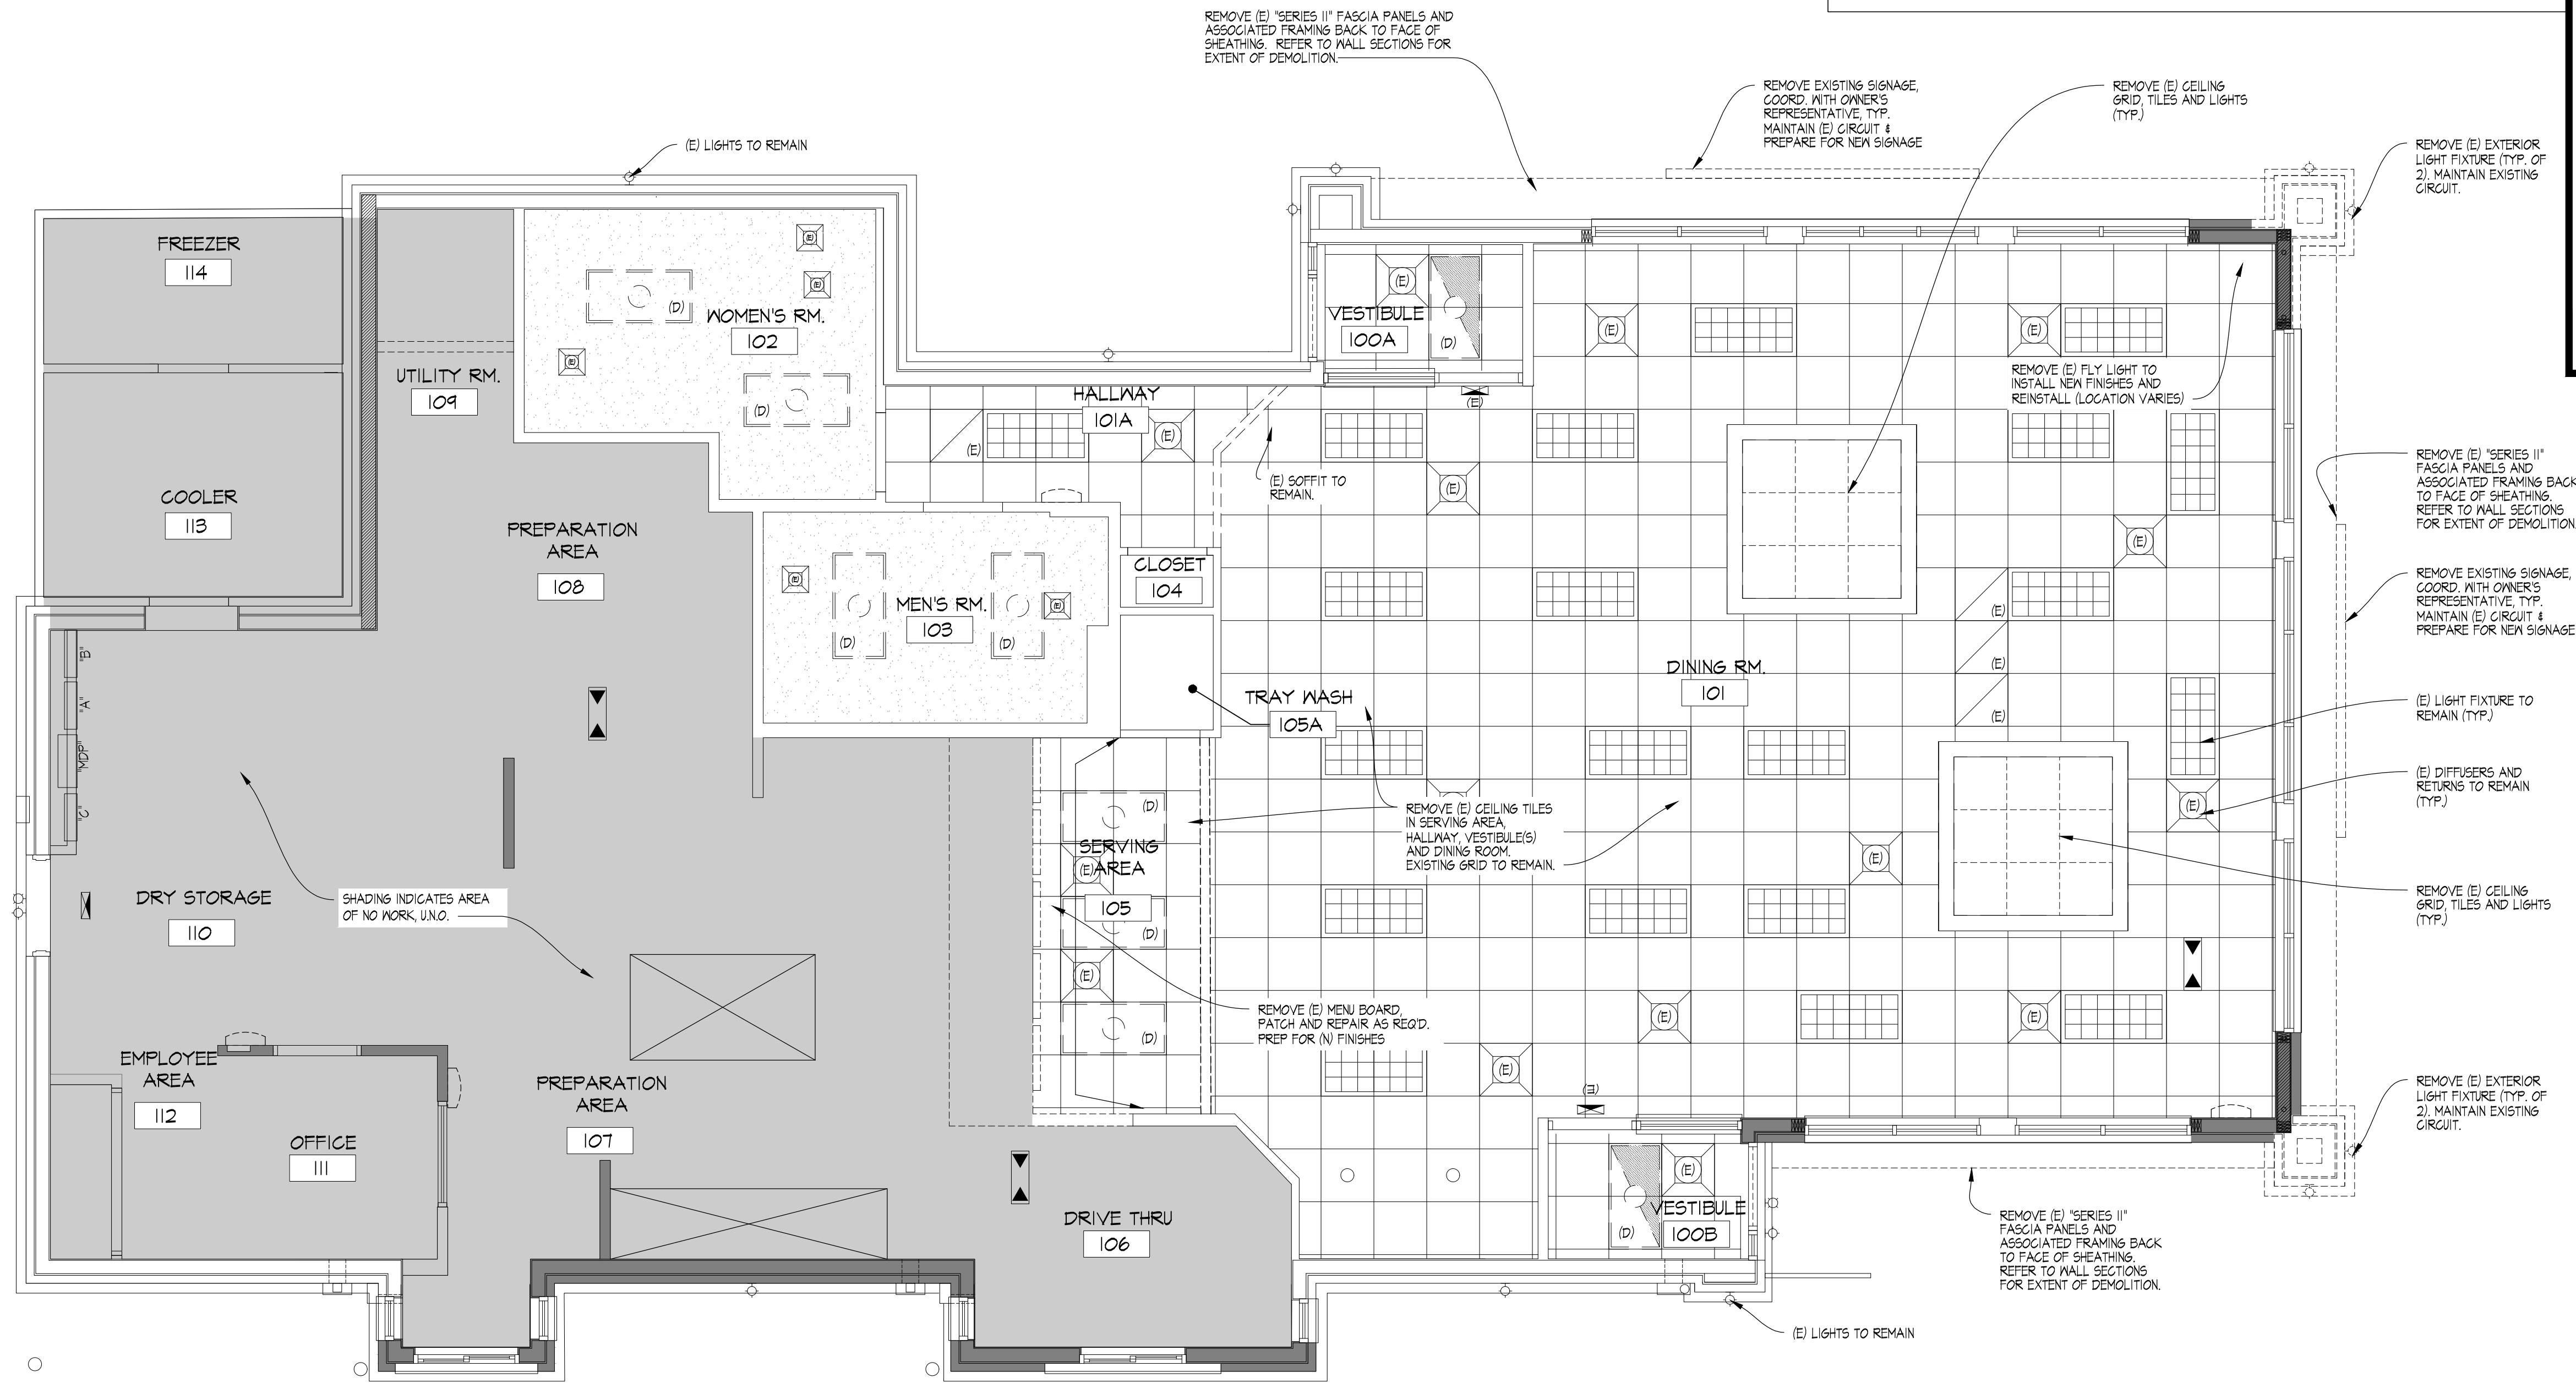 REMOVE (E) "SERIES II" FASCIA PANELS AND
ASSOCIATED FRAMING BACK TO FACE OF
SHEATHING. REFER TO WALL SECTIONS FOR
EXTENT OF DEMOLITION.
REMOVE EXISTING SIGNAGE,
COORD. WITH OWNER'S
REPRESENTATIVE, TYP.
MAINTAIN (E) CIRCUIT &
PREPARE FOR NEW SIGNAGE
REMOVE (E) CEILING
GRID, TILES AND LIGHTS
(TYP.)
(E) LIGHTS TO REMAIN
REMOVE (E) EXTERIOR
LIGHT FIXTURE (TYP. OF
2). MAINTAIN EXISTING
CIRCUIT.
FREEZER
114
(E)
(E)
(D)
WOMEN'S RM.
102
(E)
(D)
UTILITY RM.
109
(E)
VESTIBULE
100A
(D)
(E)
(E)
(E)
REMOVE (E) FLY LIGHT TO
INSTALL NEW FINISHES AND
REINSTALL (LOCATION VARIES)
HALLWAY
101A
(E)
(E)
(E) SOFFIT TO
REMAIN.
(E)
REMOVE (E) "SERIES II"
FASCIA PANELS AND
ASSOCIATED FRAMING BACK
TO FACE OF SHEATHING.
REFER TO WALL SECTIONS
FOR EXTENT OF DEMOLITION.
COOLER
113
PREPARATION
AREA
108
(E)
CLOSET
104
(E)
MEN'S RM.
103
(E)
(D)
(D)
(E)
(E)
(E)
REMOVE EXISTING SIGNAGE,
COORD. WITH OWNER'S
REPRESENTATIVE, TYP.
MAINTAIN (E) CIRCUIT &
PREPARE FOR NEW SIGNAGE
"B"
"A"
"MDP"
"C"
TRAY WASH
105A
DINING RM.
101
(E) LIGHT FIXTURE TO
REMAIN (TYP.)
(E) DIFFUSERS AND
RETURNS TO REMAIN
(TYP.)
(E)
(D)
REMOVE (E) CEILING TILES
IN SERVING AREA,
HALLWAY, VESTIBULE(S)
AND DINING ROOM.
EXISTING GRID TO REMAIN.
SERVING
(E) AREA
105
(D)
(E)
(E)
REMOVE (E) CEILING
GRID, TILES AND LIGHTS
(TYP.)
DRY STORAGE
110
SHADING INDICATES AREA
OF NO WORK, U.N.O.
REMOVE (E) MENU BOARD,
PATCH AND REPAIR AS REQ'D.
PREP FOR (N) FINISHES
(D)
(E)
(E)
(E)
(E)
EMPLOYEE
AREA
112
OFFICE
111
PREPARATION
AREA
107
REMOVE (E) EXTERIOR
LIGHT FIXTURE (TYP. OF
2). MAINTAIN EXISTING
CIRCUIT.
DRIVE THRU
106
(E)
VESTIBULE
100B
(D)
REMOVE (E) "SERIES II"
FASCIA PANELS AND
ASSOCIATED FRAMING BACK
TO FACE OF SHEATHING.
REFER TO WALL SECTIONS
FOR EXTENT OF DEMOLITION.
(E) LIGHTS TO REMAIN